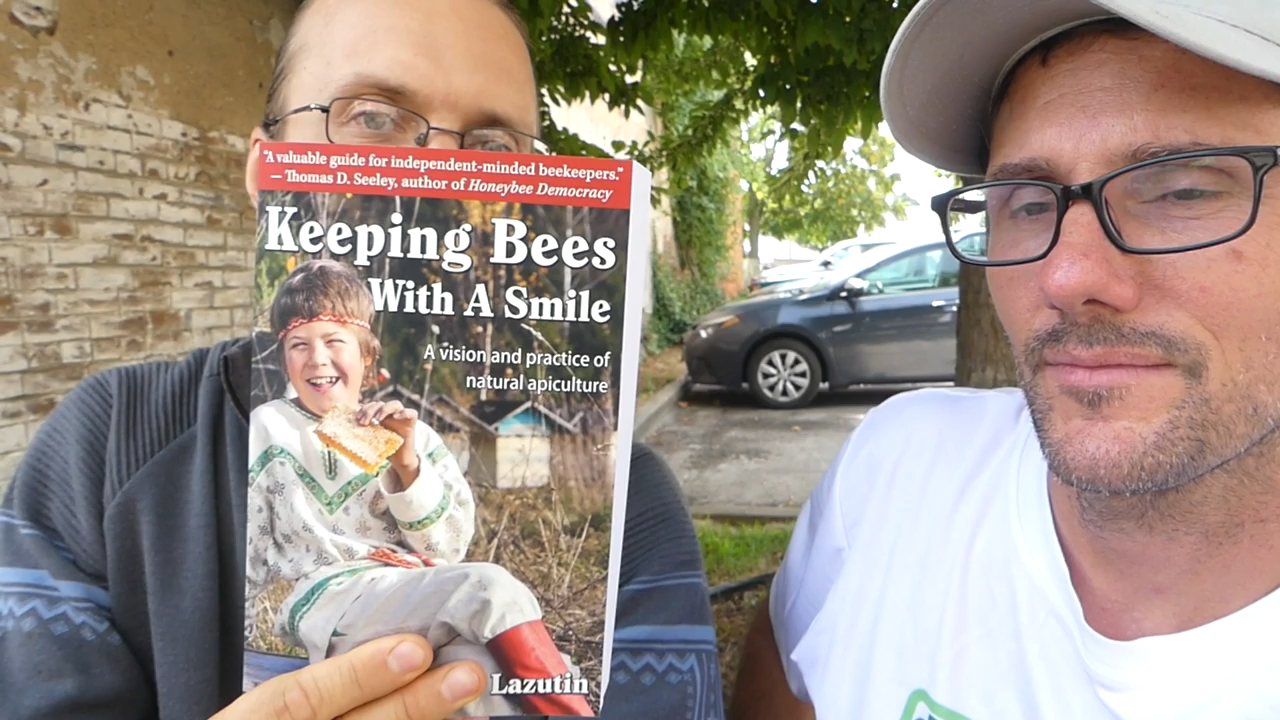 "A valuable guide for independent-minded beekeepers."
— Thomas D. Seeley, author of Honeybee Democracy
Keeping Bees
With A Smile
A vision and practice of
natural apiculture
Lazutin